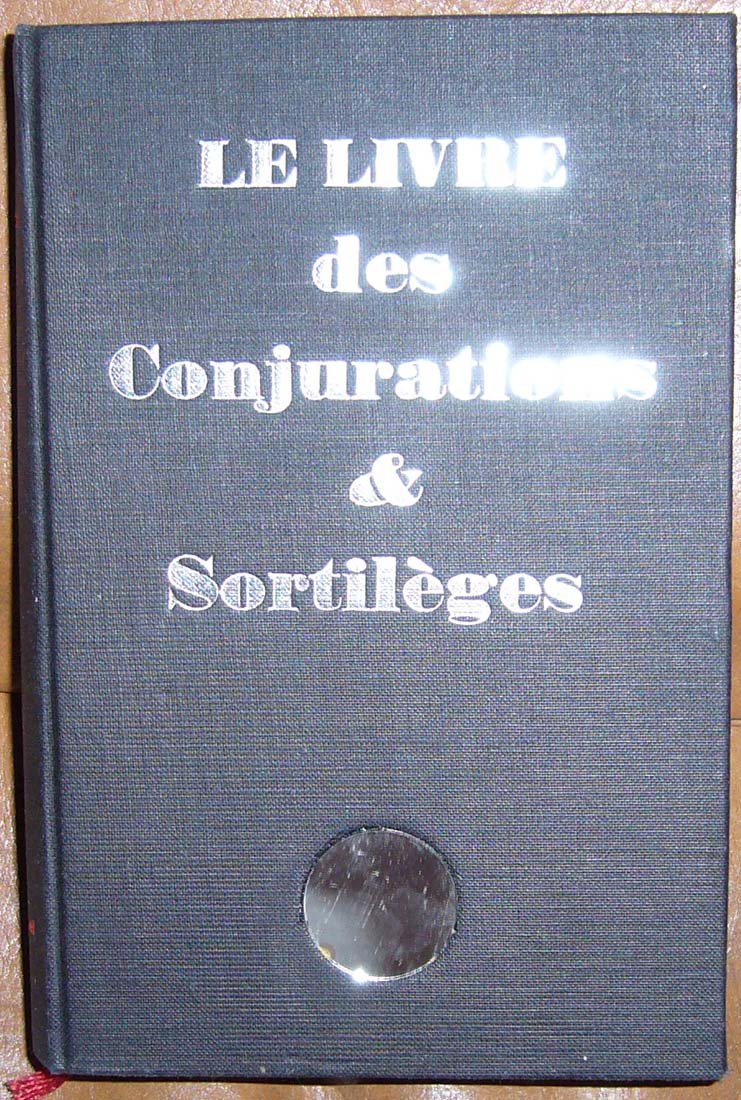 LE LIVRE
des
Conjurations
&
Sortilèges